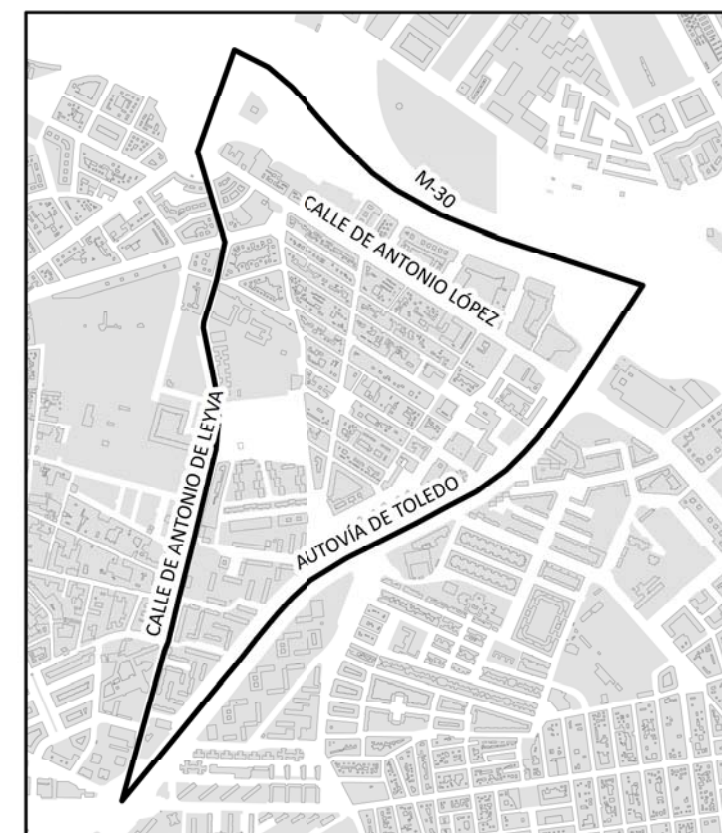 M-30
CALLE DE ANTONIO LÓPEZ
CALLE DE ANTONIO DE LEYVA
AUTOVÍA DE TOLEDO